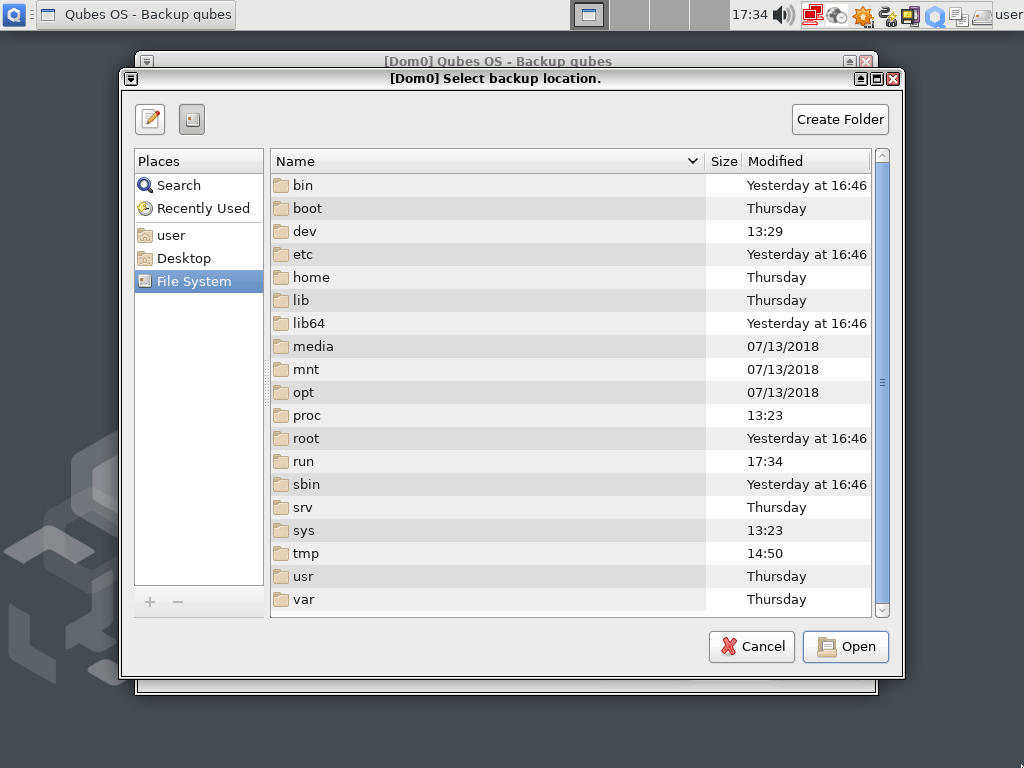 Qubes OS - Backup qubes 17:34 user
[Dom0] Qubes OS - Backup qubes
[Dom0] Select backup location.
Create Folder
Places
Search
Recently Used
user
Desktop
File System
Name Size Modified
bin Yesterday at 16:46
boot Thursday
dev 13:29
etc Yesterday at 16:46
home Thursday
lib Thursday
lib64 Yesterday at 16:46
media 07/13/2018
mnt 07/13/2018
opt 07/13/2018
proc 13:23
root Yesterday at 16:46
run 17:34
sbin Yesterday at 16:46
srv Thursday
sys 13:23
tmp 14:50
usr Thursday
var Thursday
Cancel Open